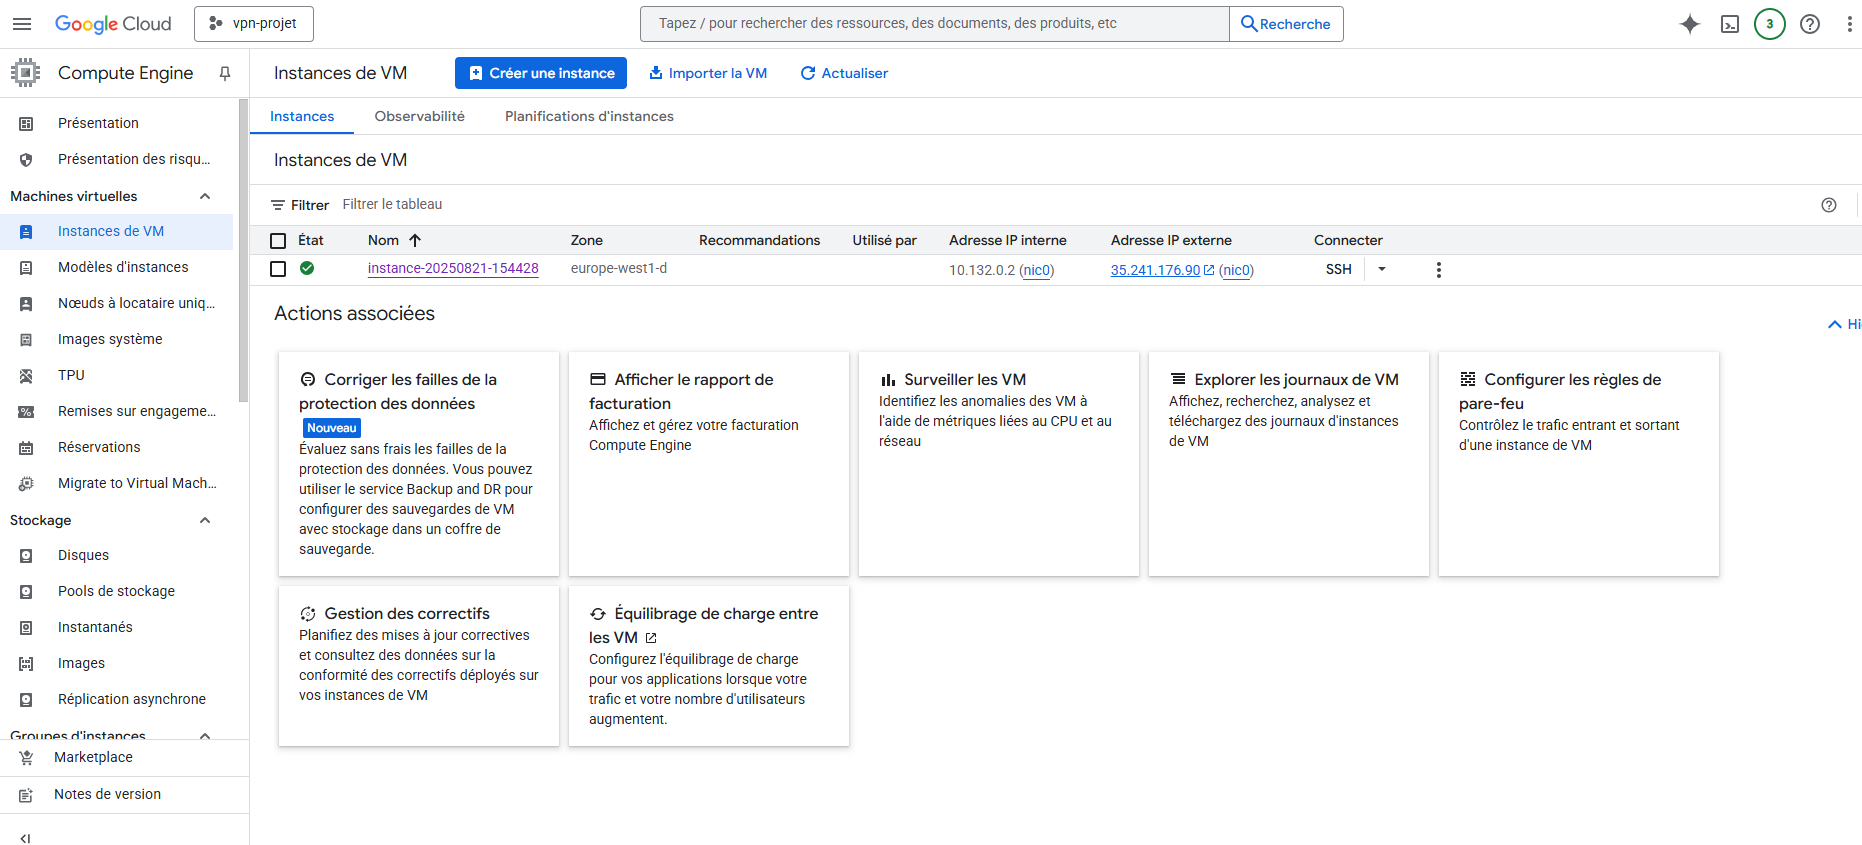 Google Cloud
vpn-projet
Tapez / pour rechercher des ressources, des documents, des produits, etc
Recherche
3
Compute Engine
Instances de VM
Créer une instance
Importer la VM
Actualiser
Présentation
Présentation des risqu...
Machines virtuelles
Instances de VM
Modèles d'instances
Nœuds à locataire uniq...
Images système
TPU
Remises sur engageme...
Réservations
Migrate to Virtual Mach...
Stockage
Disques
Pools de stockage
Instantanés
Images
Réplication asynchrone
Groupes d'instances
Marketplace
Notes de version
Instances
Observabilité
Planifications d'instances
Instances de VM
Filtrer
Filtrer le tableau
État
Nom
Zone
Recommandations
Utilisé par
Adresse IP interne
Adresse IP externe
Connecter
instance-20250821-154428
europe-west1-d
10.132.0.2 (nic0)
35.241.176.90 (nic0)
SSH
Actions associées
Hi
Corriger les failles de la
protection des données
Nouveau
Évaluez sans frais les failles de la
protection des données. Vous pouvez
utiliser le service Backup and DR pour
configurer des sauvegardes de VM
avec stockage dans un coffre de
sauvegarde.
Afficher le rapport de
facturation
Affichez et gérez votre facturation
Compute Engine
Surveiller les VM
Identifiez les anomalies des VM à
l'aide de métriques liées au CPU et au
réseau
Explorer les journaux de VM
Affichez, recherchez, analysez et
téléchargez des journaux d'instances
de VM
Configurer les règles de
pare-feu
Contrôlez le trafic entrant et sortant
d'une instance de VM
Gestion des correctifs
Planifiez des mises à jour correctives
et consultez des données sur la
conformité des correctifs déployés sur
vos instances de VM
Équilibrage de charge entre
les VM
Configurez l'équilibrage de charge
pour vos applications lorsque votre
trafic et votre nombre d'utilisateurs
augmentent.